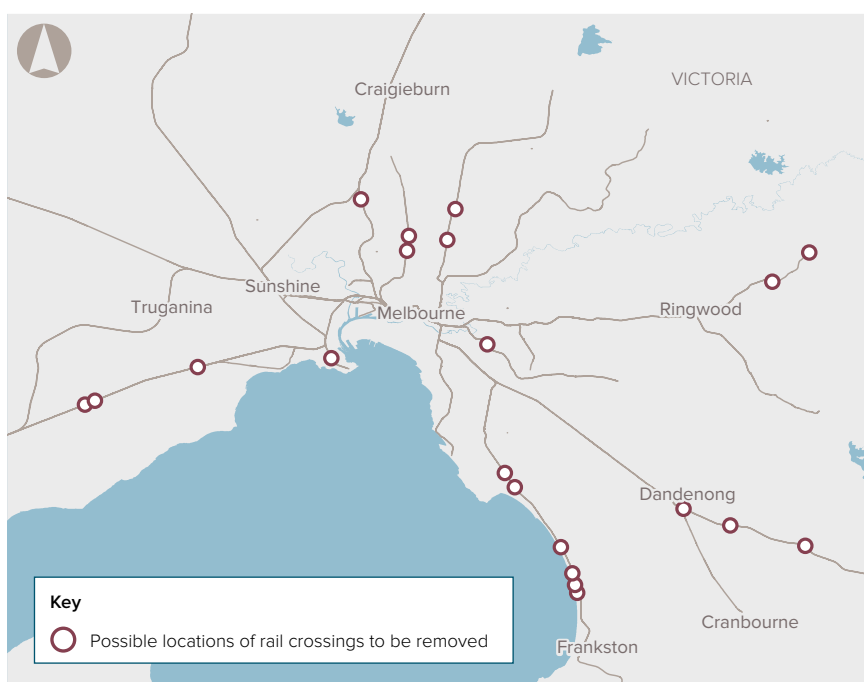 VICTORIA
Craigieburn
Sunshine
Truganina
Melbourne
Ringwood
Dandenong
Cranbourne
Frankston
Key
Possible locations of rail crossings to be removed